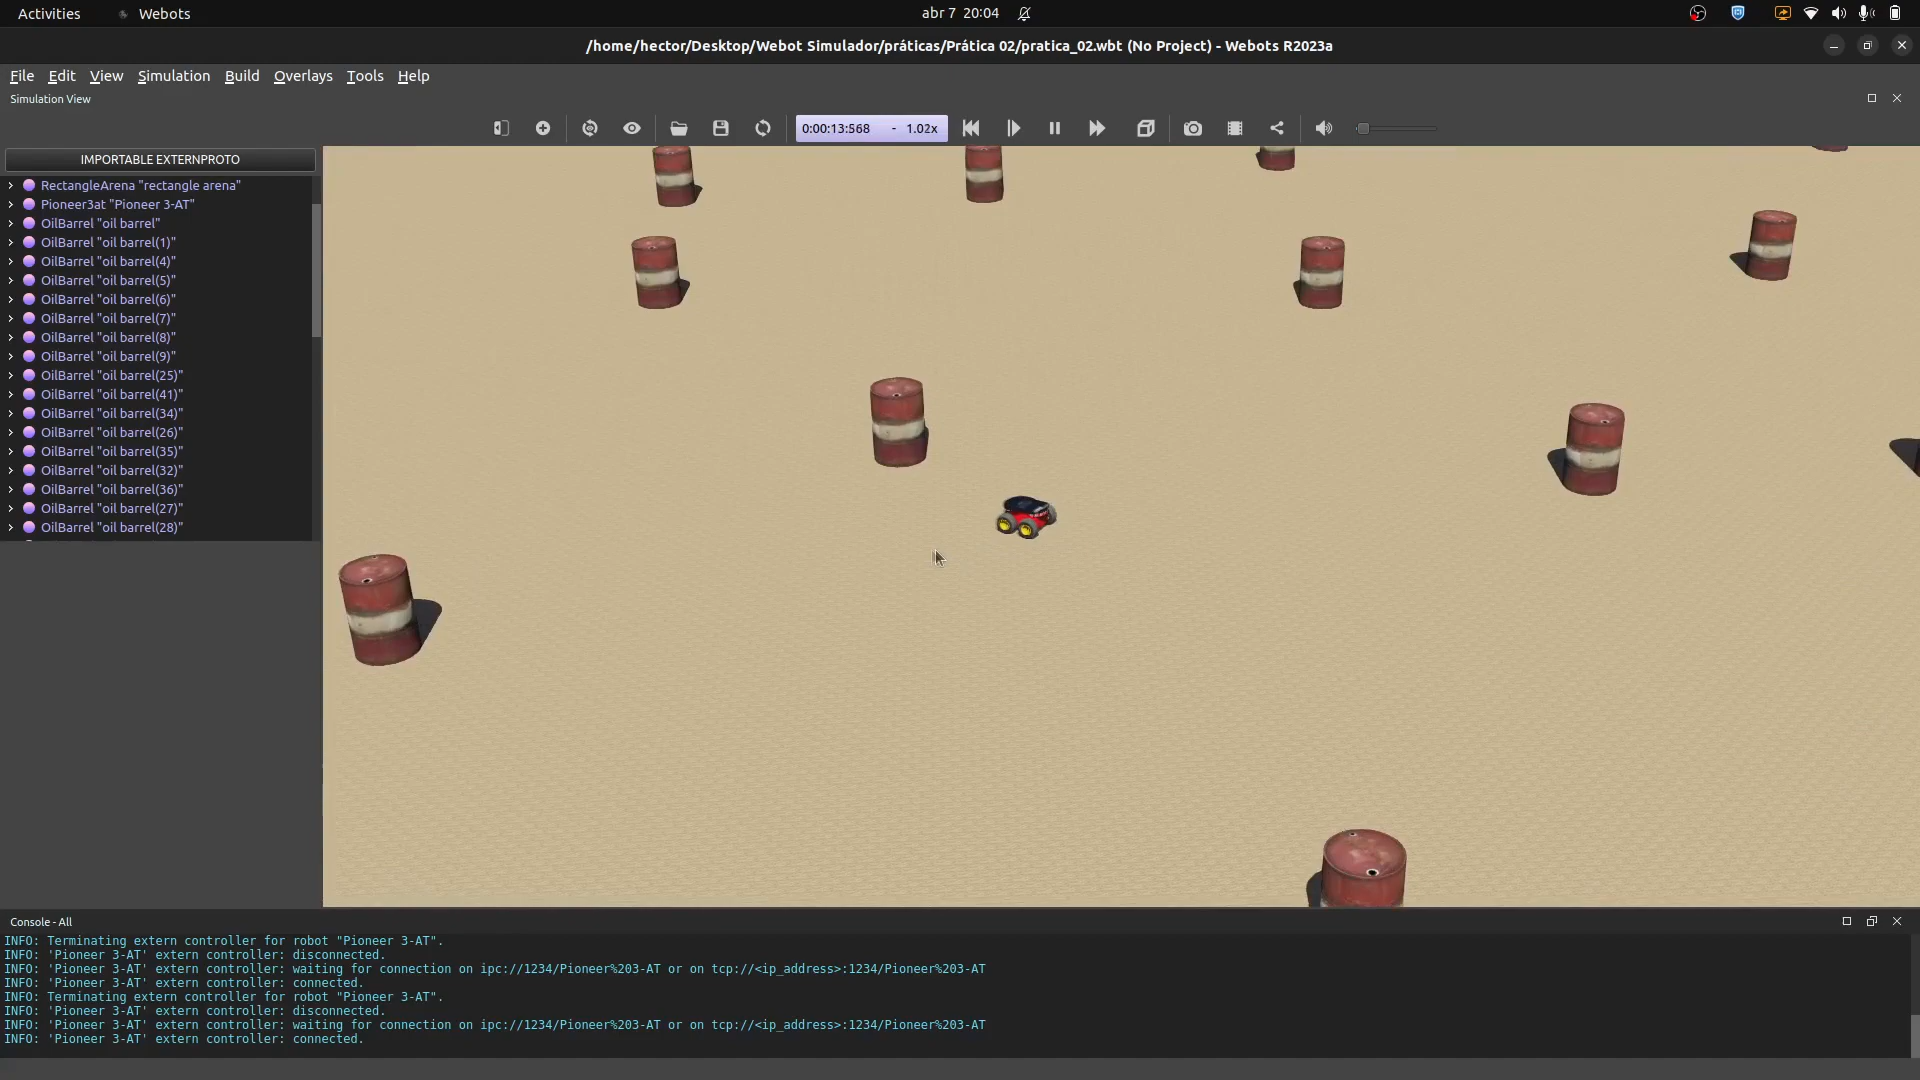 Activities Webots abr 7 20:04
/home/hector/Desktop/Webot Simulador/práticas/Prática 02/pratica_02.wbt (No Project) - Webots R2023a
File Edit View Simulation Build Overlays Tools Help
Simulation View
0:00:13:568 - 1.02x
IMPORTABLE EXTERNPROTO
RectangleArena "rectangle arena"
Pioneer3at "Pioneer 3-AT"
OilBarrel "oil barrel"
OilBarrel "oil barrel(1)"
OilBarrel "oil barrel(4)"
OilBarrel "oil barrel(5)"
OilBarrel "oil barrel(6)"
OilBarrel "oil barrel(7)"
OilBarrel "oil barrel(8)"
OilBarrel "oil barrel(9)"
OilBarrel "oil barrel(25)"
OilBarrel "oil barrel(41)"
OilBarrel "oil barrel(34)"
OilBarrel "oil barrel(26)"
OilBarrel "oil barrel(35)"
OilBarrel "oil barrel(32)"
OilBarrel "oil barrel(36)"
OilBarrel "oil barrel(27)"
OilBarrel "oil barrel(28)"
Console - All
INFO: Terminating extern controller for robot "Pioneer 3-AT".
INFO: 'Pioneer 3-AT' extern controller: disconnected.
INFO: 'Pioneer 3-AT' extern controller: waiting for connection on ipc://1234/Pioneer%203-AT or on tcp://<ip_address>:1234/Pioneer%203-AT
INFO: 'Pioneer 3-AT' extern controller: connected.
INFO: Terminating extern controller for robot "Pioneer 3-AT".
INFO: 'Pioneer 3-AT' extern controller: disconnected.
INFO: 'Pioneer 3-AT' extern controller: waiting for connection on ipc://1234/Pioneer%203-AT or on tcp://<ip_address>:1234/Pioneer%203-AT
INFO: 'Pioneer 3-AT' extern controller: connected.